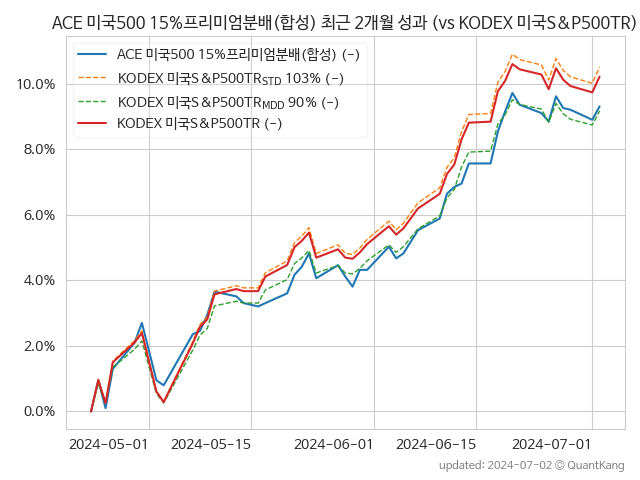 ACE 미국500 15%프리미엄분배(합성) 최근 2개월 성과 (vs KODEX 미국S&P500TR)
ACE 미국500 15%프리미엄분배(합성) (-)
KODEX 미국S&P500TR_STD 103% (-)
KODEX 미국S&P500TR_MDD 90% (-)
KODEX 미국S&P500TR (-)
10.0%
8.0%
6.0%
4.0%
2.0%
0.0%
2024-05-01 2024-05-15 2024-06-01 2024-06-15 2024-07-01
updated: 2024-07-02 © QuantKang